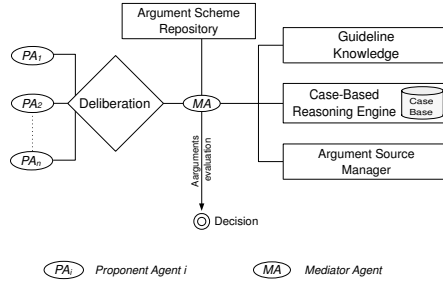 Argument Scheme
Repository
Guideline
Knowledge
PA1
PA2
PAn
Deliberation
MA
Case-Based
Reasoning Engine
Case
Base
Argument Source
Manager
Aarguments
evaluation
Decision
PAi
Proponent Agent i
MA
Mediator Agent